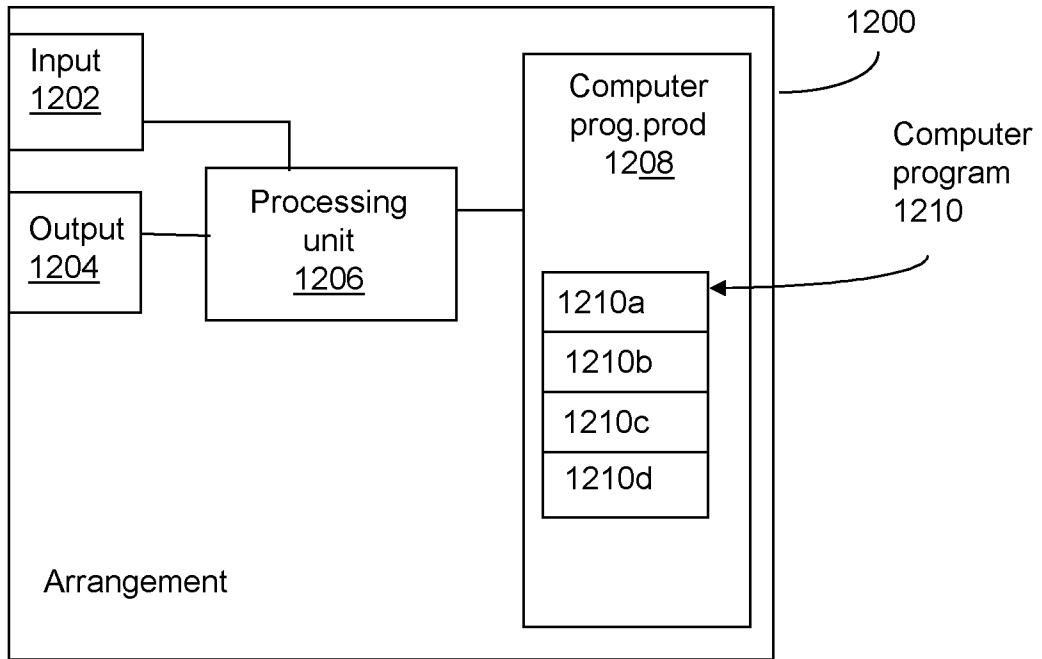 1200
Input
1202
Computer
prog.prod
1208
Computer
program
1210
Processing
unit
1206
Output
1204
1210a
1210b
1210c
1210d
Arrangement